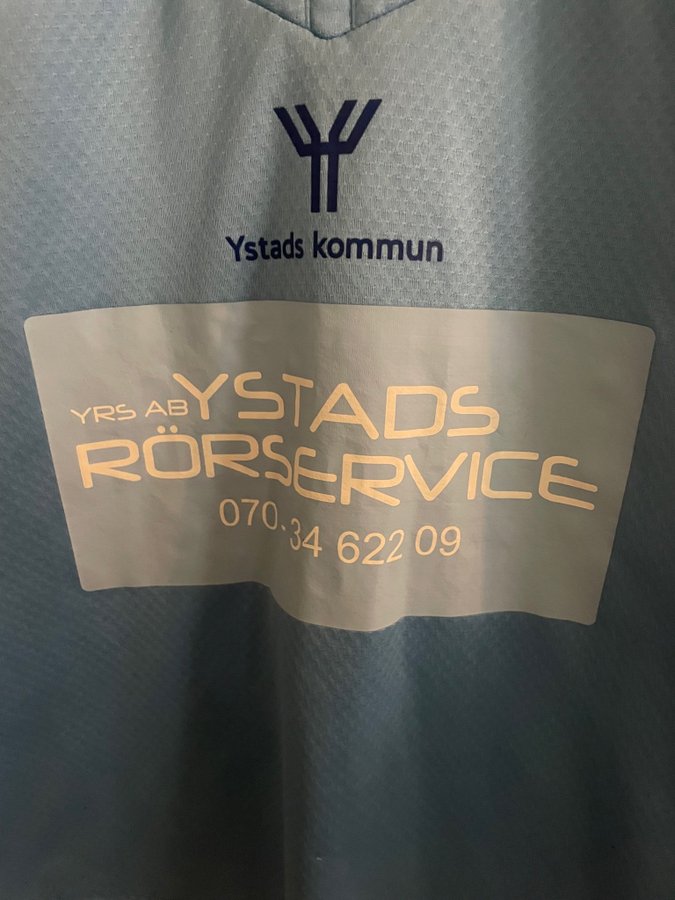 Ystads kommun
YRS AB YSTADS
RÖRSERVICE
070-34 622 09